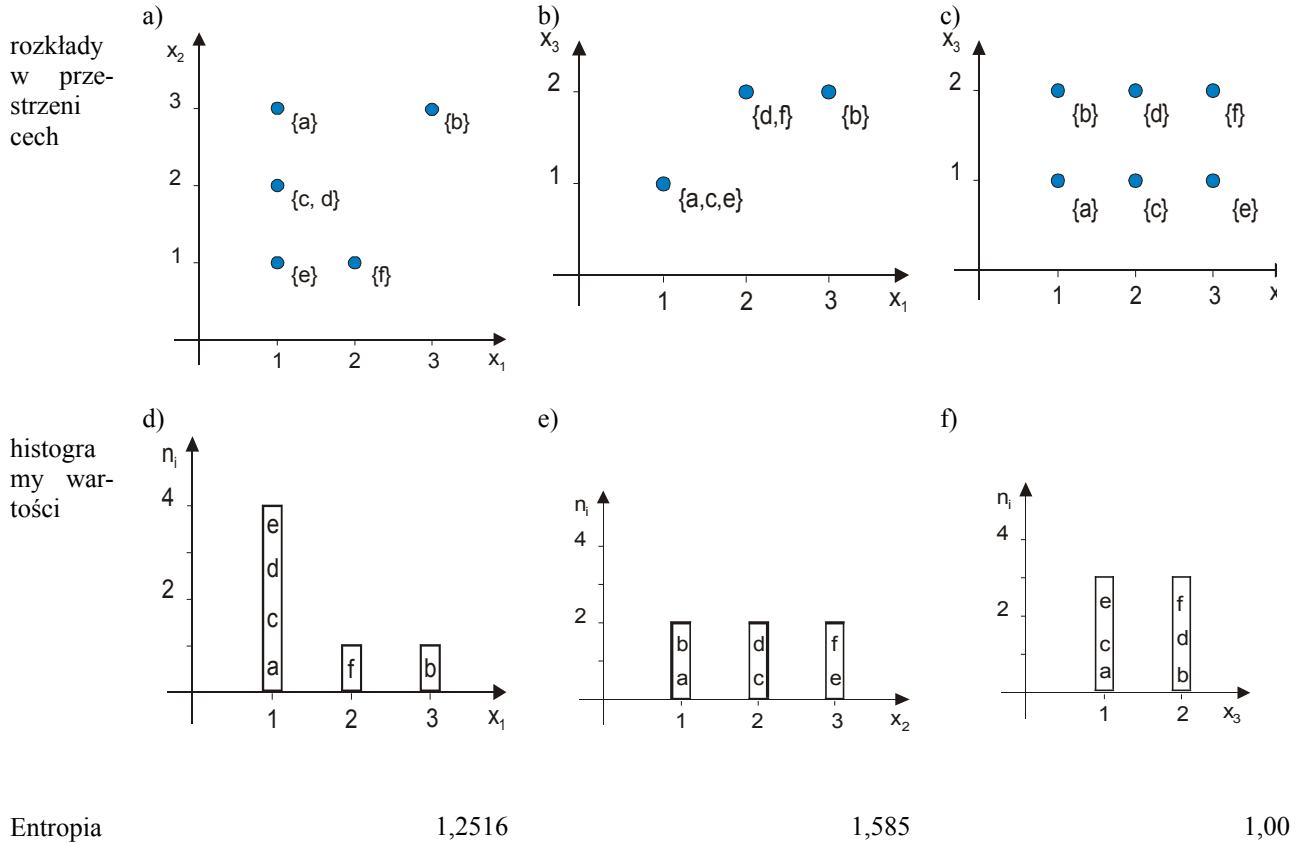 a)
b)
c)
rozkłady
w prze-
strzeni
cech
x₂
3
2
1
{a}
{b}
{c, d}
{e}
{f}
1 2 3 x₁
x₃
2
1
{d,f}
{b}
{a,c,e}
1 2 3 x₁
x₃
2
1
{b} {d} {f}
{a} {c} {e}
1 2 3
d)
e)
f)
histogra
my war-
tości
nᵢ
4
2
e
d
c
a
f
b
1 2 3 x₁
nᵢ
4
2
b d f
a c e
1 2 3 x₂
nᵢ
4
2
e f
c d
a b
1 2 x₃
Entropia 1,2516 1,585 1,00